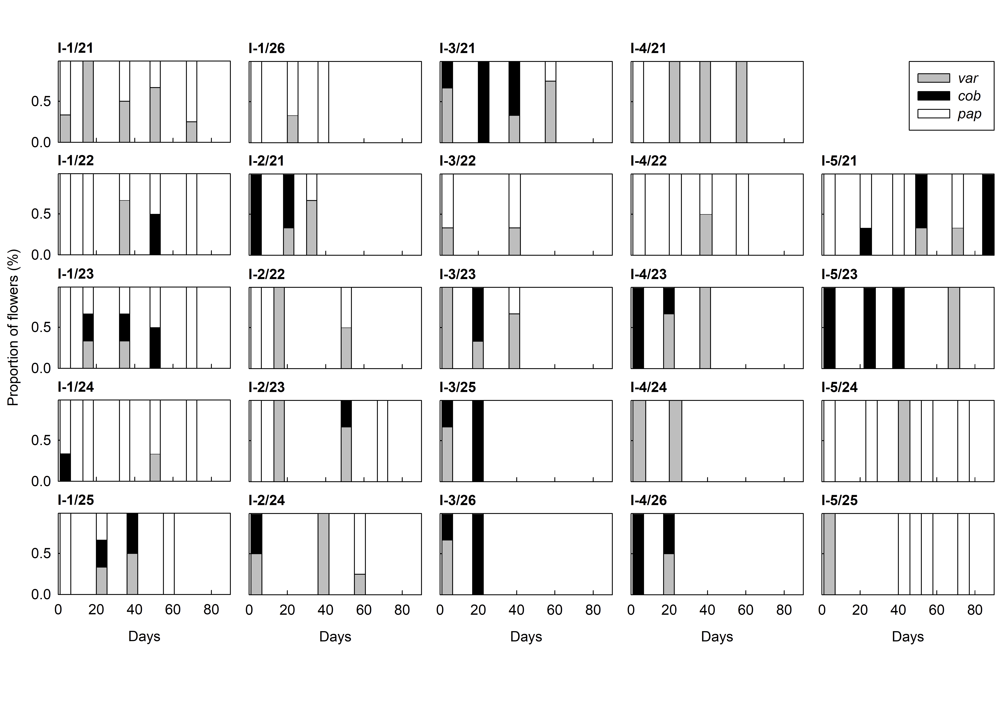 I-1/21 I-1/26 I-3/21 I-4/21
var
cob
pap
0.5
0.0
I-1/22 I-2/21 I-3/22 I-4/22 I-5/21
0.5
0.0
I-1/23 I-2/22 I-3/23 I-4/23 I-5/23
0.5
0.0
I-1/24 I-2/23 I-3/25 I-4/24 I-5/24
0.5
0.0
I-1/25 I-2/24 I-3/26 I-4/26 I-5/25
0.5
0.0
Proportion of flowers (%)
0 20 40 60 80 0 20 40 60 80 0 20 40 60 80 0 20 40 60 80 0 20 40 60 80
Days Days Days Days Days